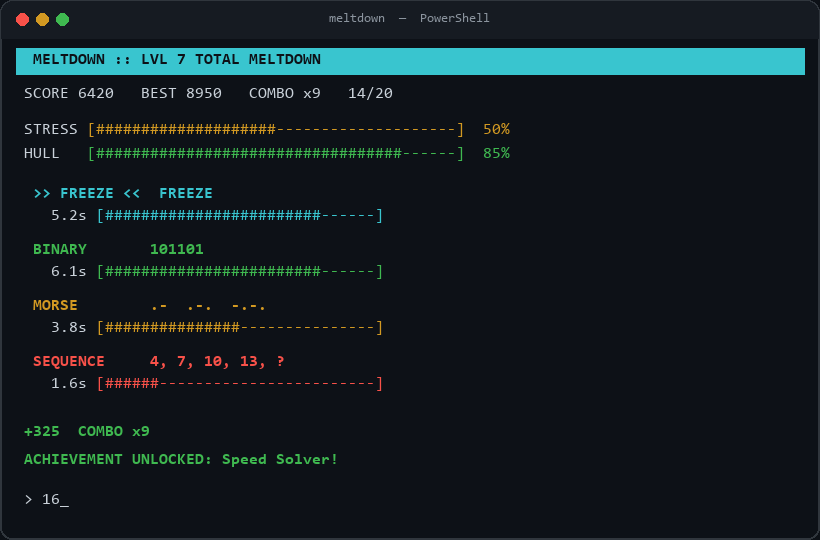 meltdown — PowerShell
MELTDOWN :: LVL 7 TOTAL MELTDOWN
SCORE 6420 BEST 8950 COMBO x9 14/20
STRESS [####################--------------------] 50%
HULL [##################################------] 85%
>> FREEZE << FREEZE
5.2s [########################------]
BINARY 101101
6.1s [########################------]
MORSE .- .-. -.-.
3.8s [###############---------------]
SEQUENCE 4, 7, 10, 13, ?
1.6s [######------------------------]
+325 COMBO x9
ACHIEVEMENT UNLOCKED: Speed Solver!
> 16_